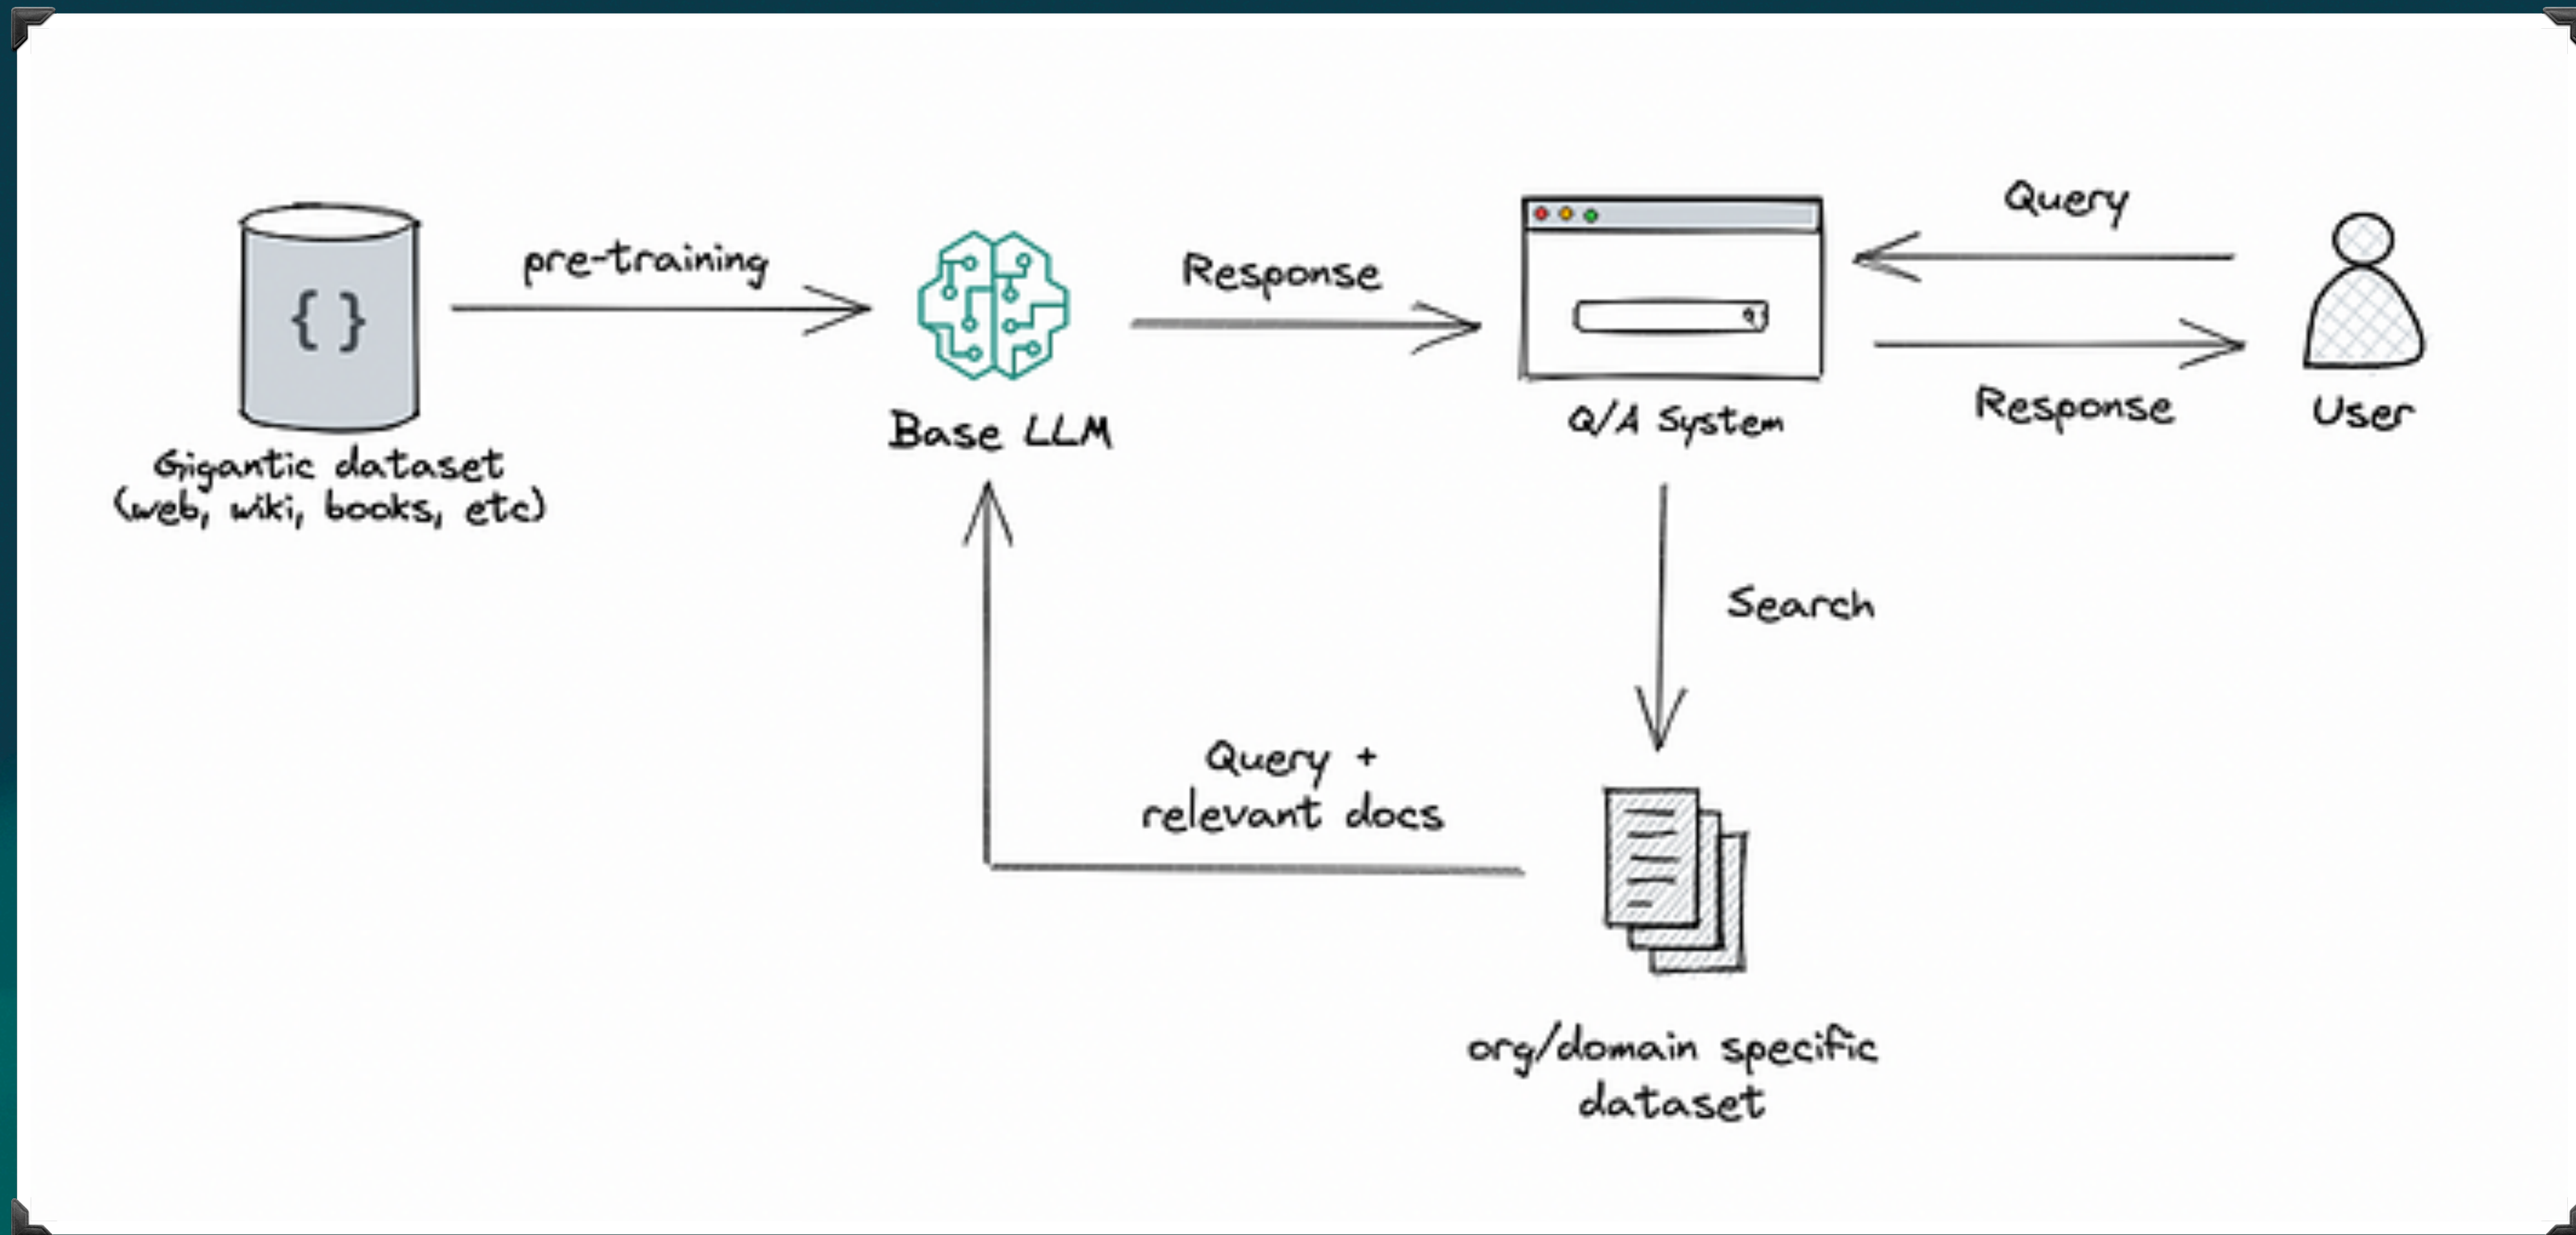 Query
pre-training
Response
{ }
Response
Base LLM
Q/A System
User
Gigantic dataset
(web, wiki, books, etc)
Search
Query +
relevant docs
org/domain specific
dataset